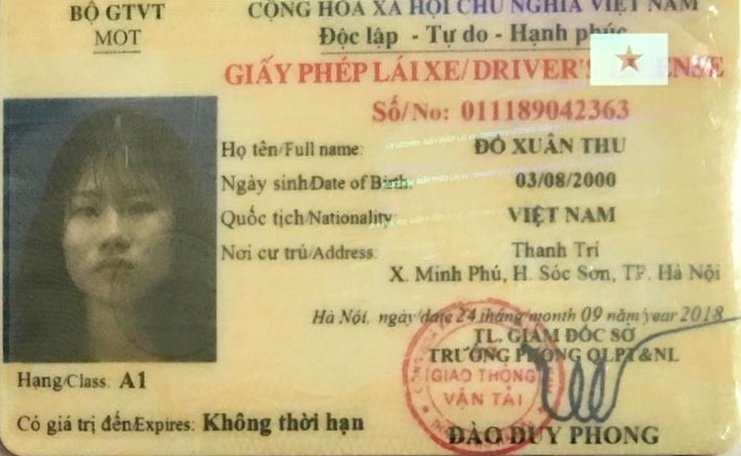 BỘ GTVT
MOT
CỘNG HÒA XÃ HỘI CHỦ NGHĨA VIỆT NAM
Độc lập - Tự do - Hạnh phúc
GIẤY PHÉP LÁI XE/ DRIVER'S ENSE
Số/No: 011189042363
Họ tên/Full name: ĐỖ XUÂN THU
Ngày sinh/Date of Birth: 03/08/2000
Quốc tịch/Nationality: VIỆT NAM
Nơi cư trú/Address: Thanh Trí
X. Minh Phú, H. Sóc Sơn, TP. Hà Nội
Hà Nội, ngày/date 24 tháng/month 09 năm/year 2018
TL. GIÁM ĐỐC SỞ
TRƯỞNG PHÒNG QLPT&NL
GIAO THÔNG
VẬN TẢI
ĐÀO DUY PHONG
Hạng/Class: A1
Có giá trị đến/Expires: Không thời hạn